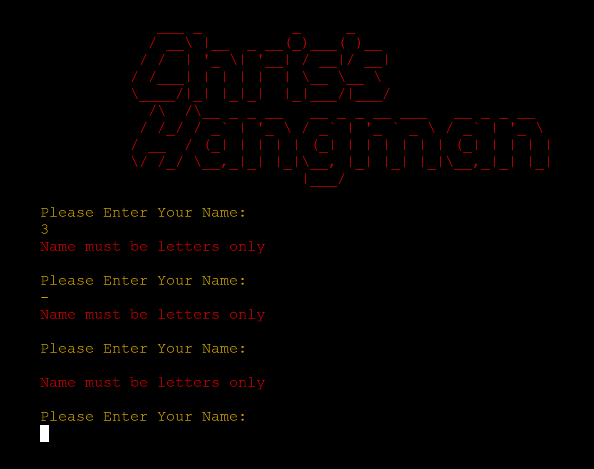 Chris's
Hangman
Please Enter Your Name:
3
Name must be letters only
Please Enter Your Name:
-
Name must be letters only
Please Enter Your Name:
Name must be letters only
Please Enter Your Name: